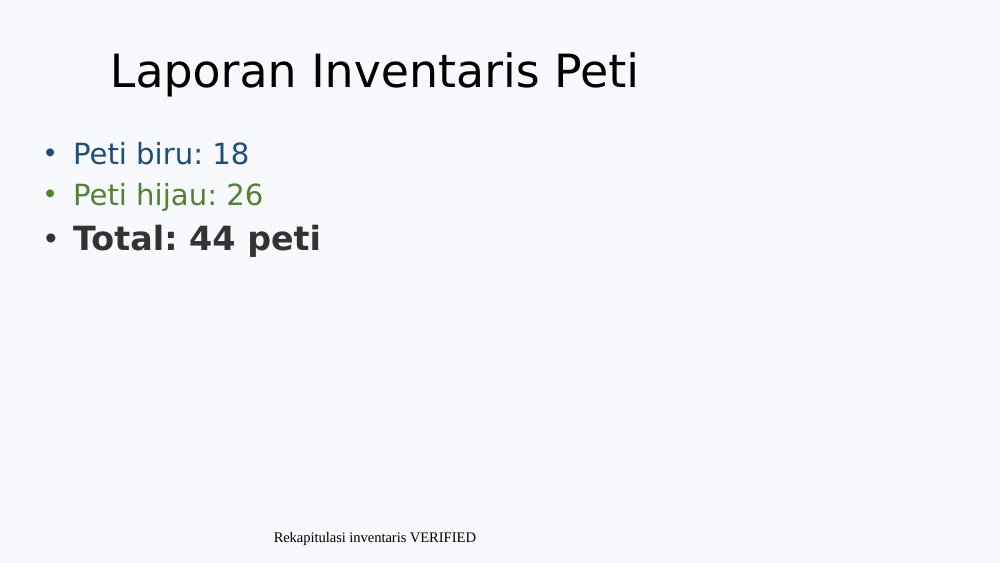 Laporan Inventaris Peti
• Peti biru: 18
• Peti hijau: 26
• Total: 44 peti
Rekapitulasi inventaris VERIFIED